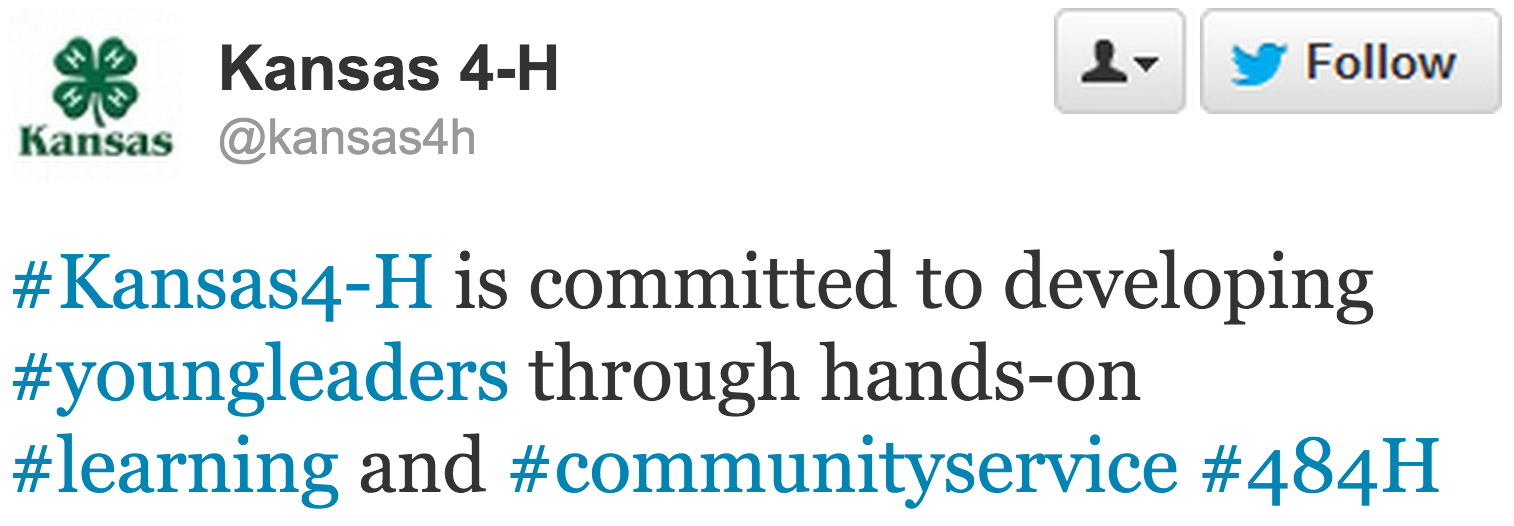 H H
H H
Kansas
Kansas 4-H
@kansas4h
Follow
#Kansas4-H is committed to developing
#youngleaders through hands-on
#learning and #communityservice #484H